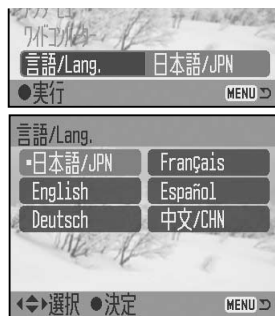 ワイドコンバーター
言語/Lang. 日本語/JPN
●実行 MENU
言語/Lang.
日本語/JPN Français
English Español
Deutsch 中文/CHN
選択 ●決定 MENU